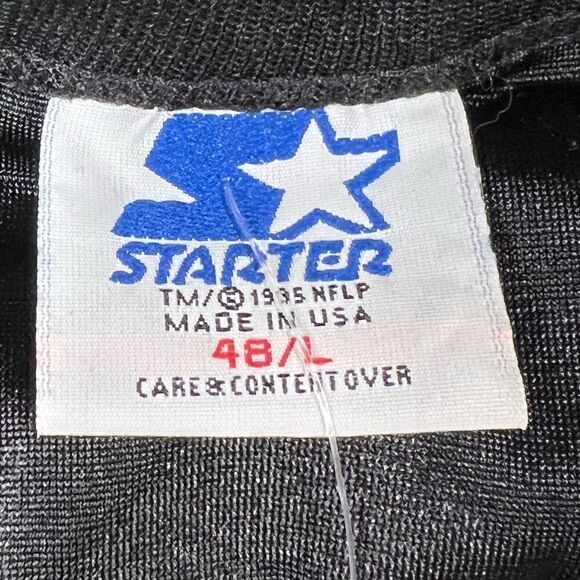 STARTER
TM/© 1995 NFLP
MADE IN USA
48/L
CARE & CONTENT OVER